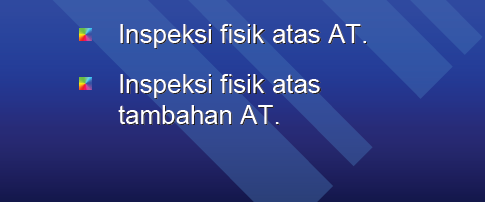 Inspeksi fisik atas AT.
Inspeksi fisik atas
tambahan AT.